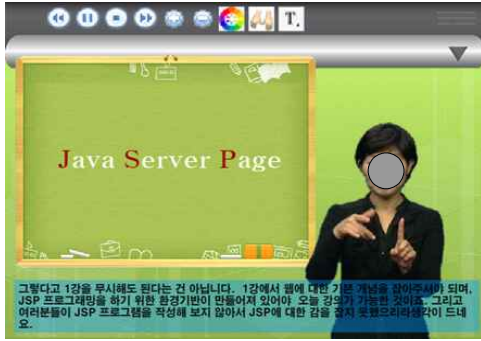 T.
Java Server Page
그렇다고 1강을 무시해도 된다는 건 아닙니다. 1강에서 웹에 대한 기본 개념을 잡아주셔야 되며,
JSP 프로그래밍을 하기 위한 환경기반이 만들어져 있어야 오늘 강의가 가능한 것이죠. 그리고
여러분들이 JSP 프로그램을 작성해 보지 않아서 JSP에 대한 감을 잡지 못했으리라생각이 드네
요.